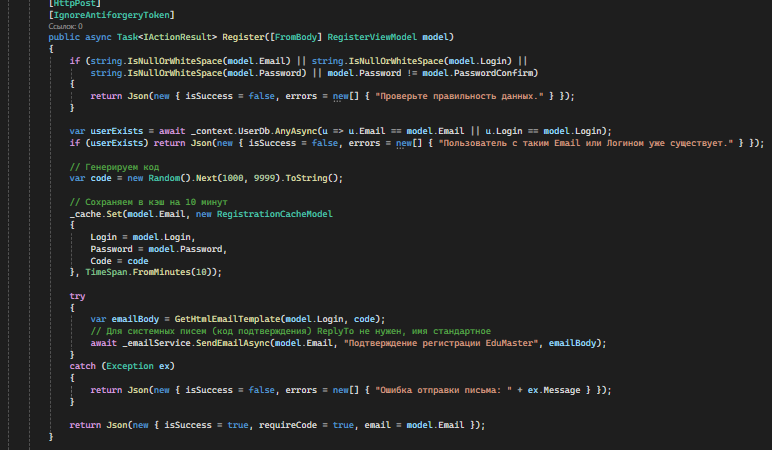 [HttpPost]
[IgnoreAntiforgeryToken]
Ссылок: 0
public async Task<IActionResult> Register([FromBody] RegisterViewModel model)
{
if (string.IsNullOrWhiteSpace(model.Email) || string.IsNullOrWhiteSpace(model.Login) ||
string.IsNullOrWhiteSpace(model.Password) || model.Password != model.PasswordConfirm)
{
return Json(new { isSuccess = false, errors = new[] { "Проверьте правильность данных." } });
}
var userExists = await _context.UserDb.AnyAsync(u => u.Email == model.Email || u.Login == model.Login);
if (userExists) return Json(new { isSuccess = false, errors = new[] { "Пользователь с таким Email или Логином уже существует." } });
// Генерируем код
var code = new Random().Next(1000, 9999).ToString();
// Сохраняем в кэш на 10 минут
_cache.Set(model.Email, new RegistrationCacheModel
{
Login = model.Login,
Password = model.Password,
Code = code
}, TimeSpan.FromMinutes(10));
try
{
var emailBody = GetHtmlEmailTemplate(model.Login, code);
// Для системных писем (код подтверждения) ReplyTo не нужен, имя стандартное
await _emailService.SendEmailAsync(model.Email, "Подтверждение регистрации EduMaster", emailBody);
}
catch (Exception ex)
{
return Json(new { isSuccess = false, errors = new[] { "Ошибка отправки письма: " + ex.Message } });
}
return Json(new { isSuccess = true, requireCode = true, email = model.Email });
}